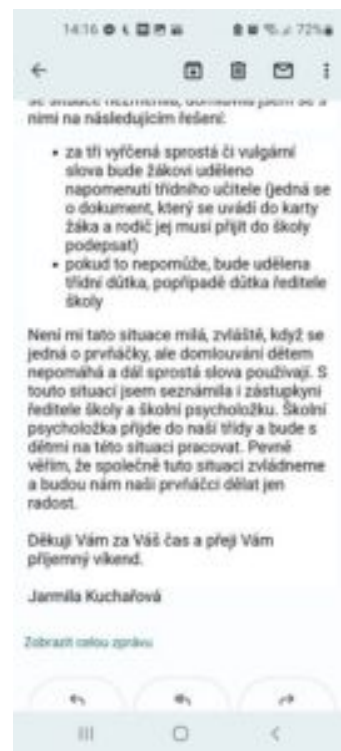 14:16
72%
se situace nezměnila, domluvila jsem se s
nimi na následujícím řešení:
• za tři vyřčená sprostá či vulgární
slova bude žákovi uděleno
napomenutí třídního učitele (jedná se
o dokument, který se uvádí do karty
žáka a rodič jej musí přijít do školy
podepsat)
• pokud to nepomůže, bude udělena
třídní důtka, popřípadě důtka ředitele
školy
Není mi tato situace milá, zvláště, když se
jedná o prvňáčky, ale domlouvání dětem
nepomáhá a dál sprostá slova používají. S
touto situací jsem seznámila i zástupkyni
ředitele školy a školní psycholožku. Školní
psycholožka přijde do naší třídy a bude s
dětmi na této situaci pracovat. Pevně
věřím, že společně tuto situaci zvládneme
a budou nám naši prvňáčci dělat jen
radost.
Děkuji Vám za Váš čas a přeji Vám
příjemný víkend.
Jarmila Kuchařová
Zobrazit celou zprávu